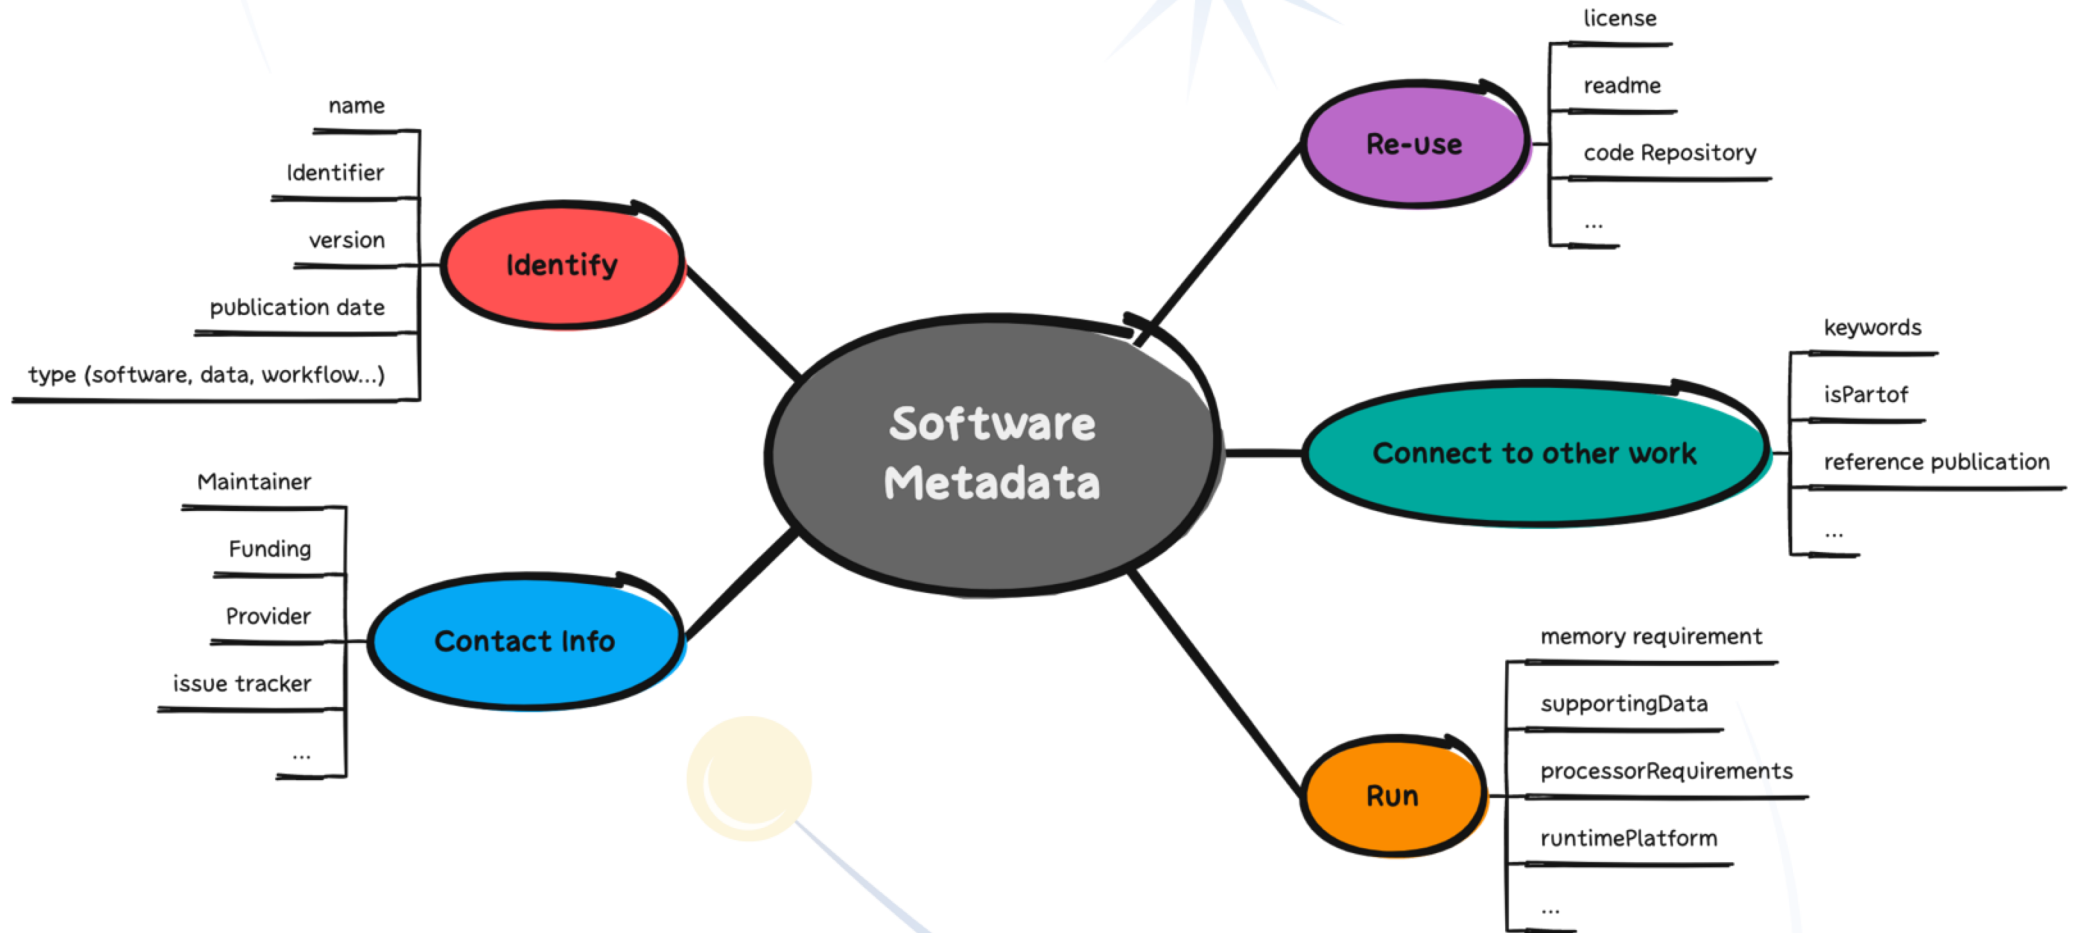 Software
Metadata
Identify
name
Identifier
version
publication date
type (software, data, workflow...)
Contact Info
Maintainer
Funding
Provider
issue tracker
...
Re-use
license
readme
code Repository
...
Connect to other work
keywords
isPartof
reference publication
...
Run
memory requirement
supportingData
processorRequirements
runtimePlatform
...